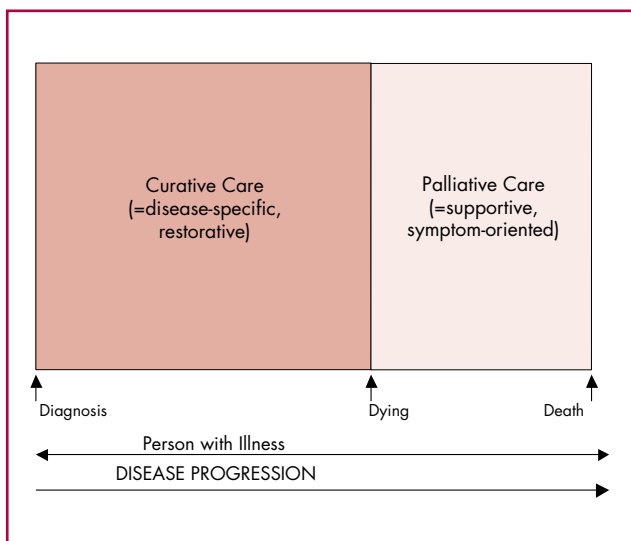 Curative Care
(=disease-specific,
restorative)
Palliative Care
(=supportive,
symptom-oriented)
Diagnosis
Dying
Death
Person with Illness
DISEASE PROGRESSION